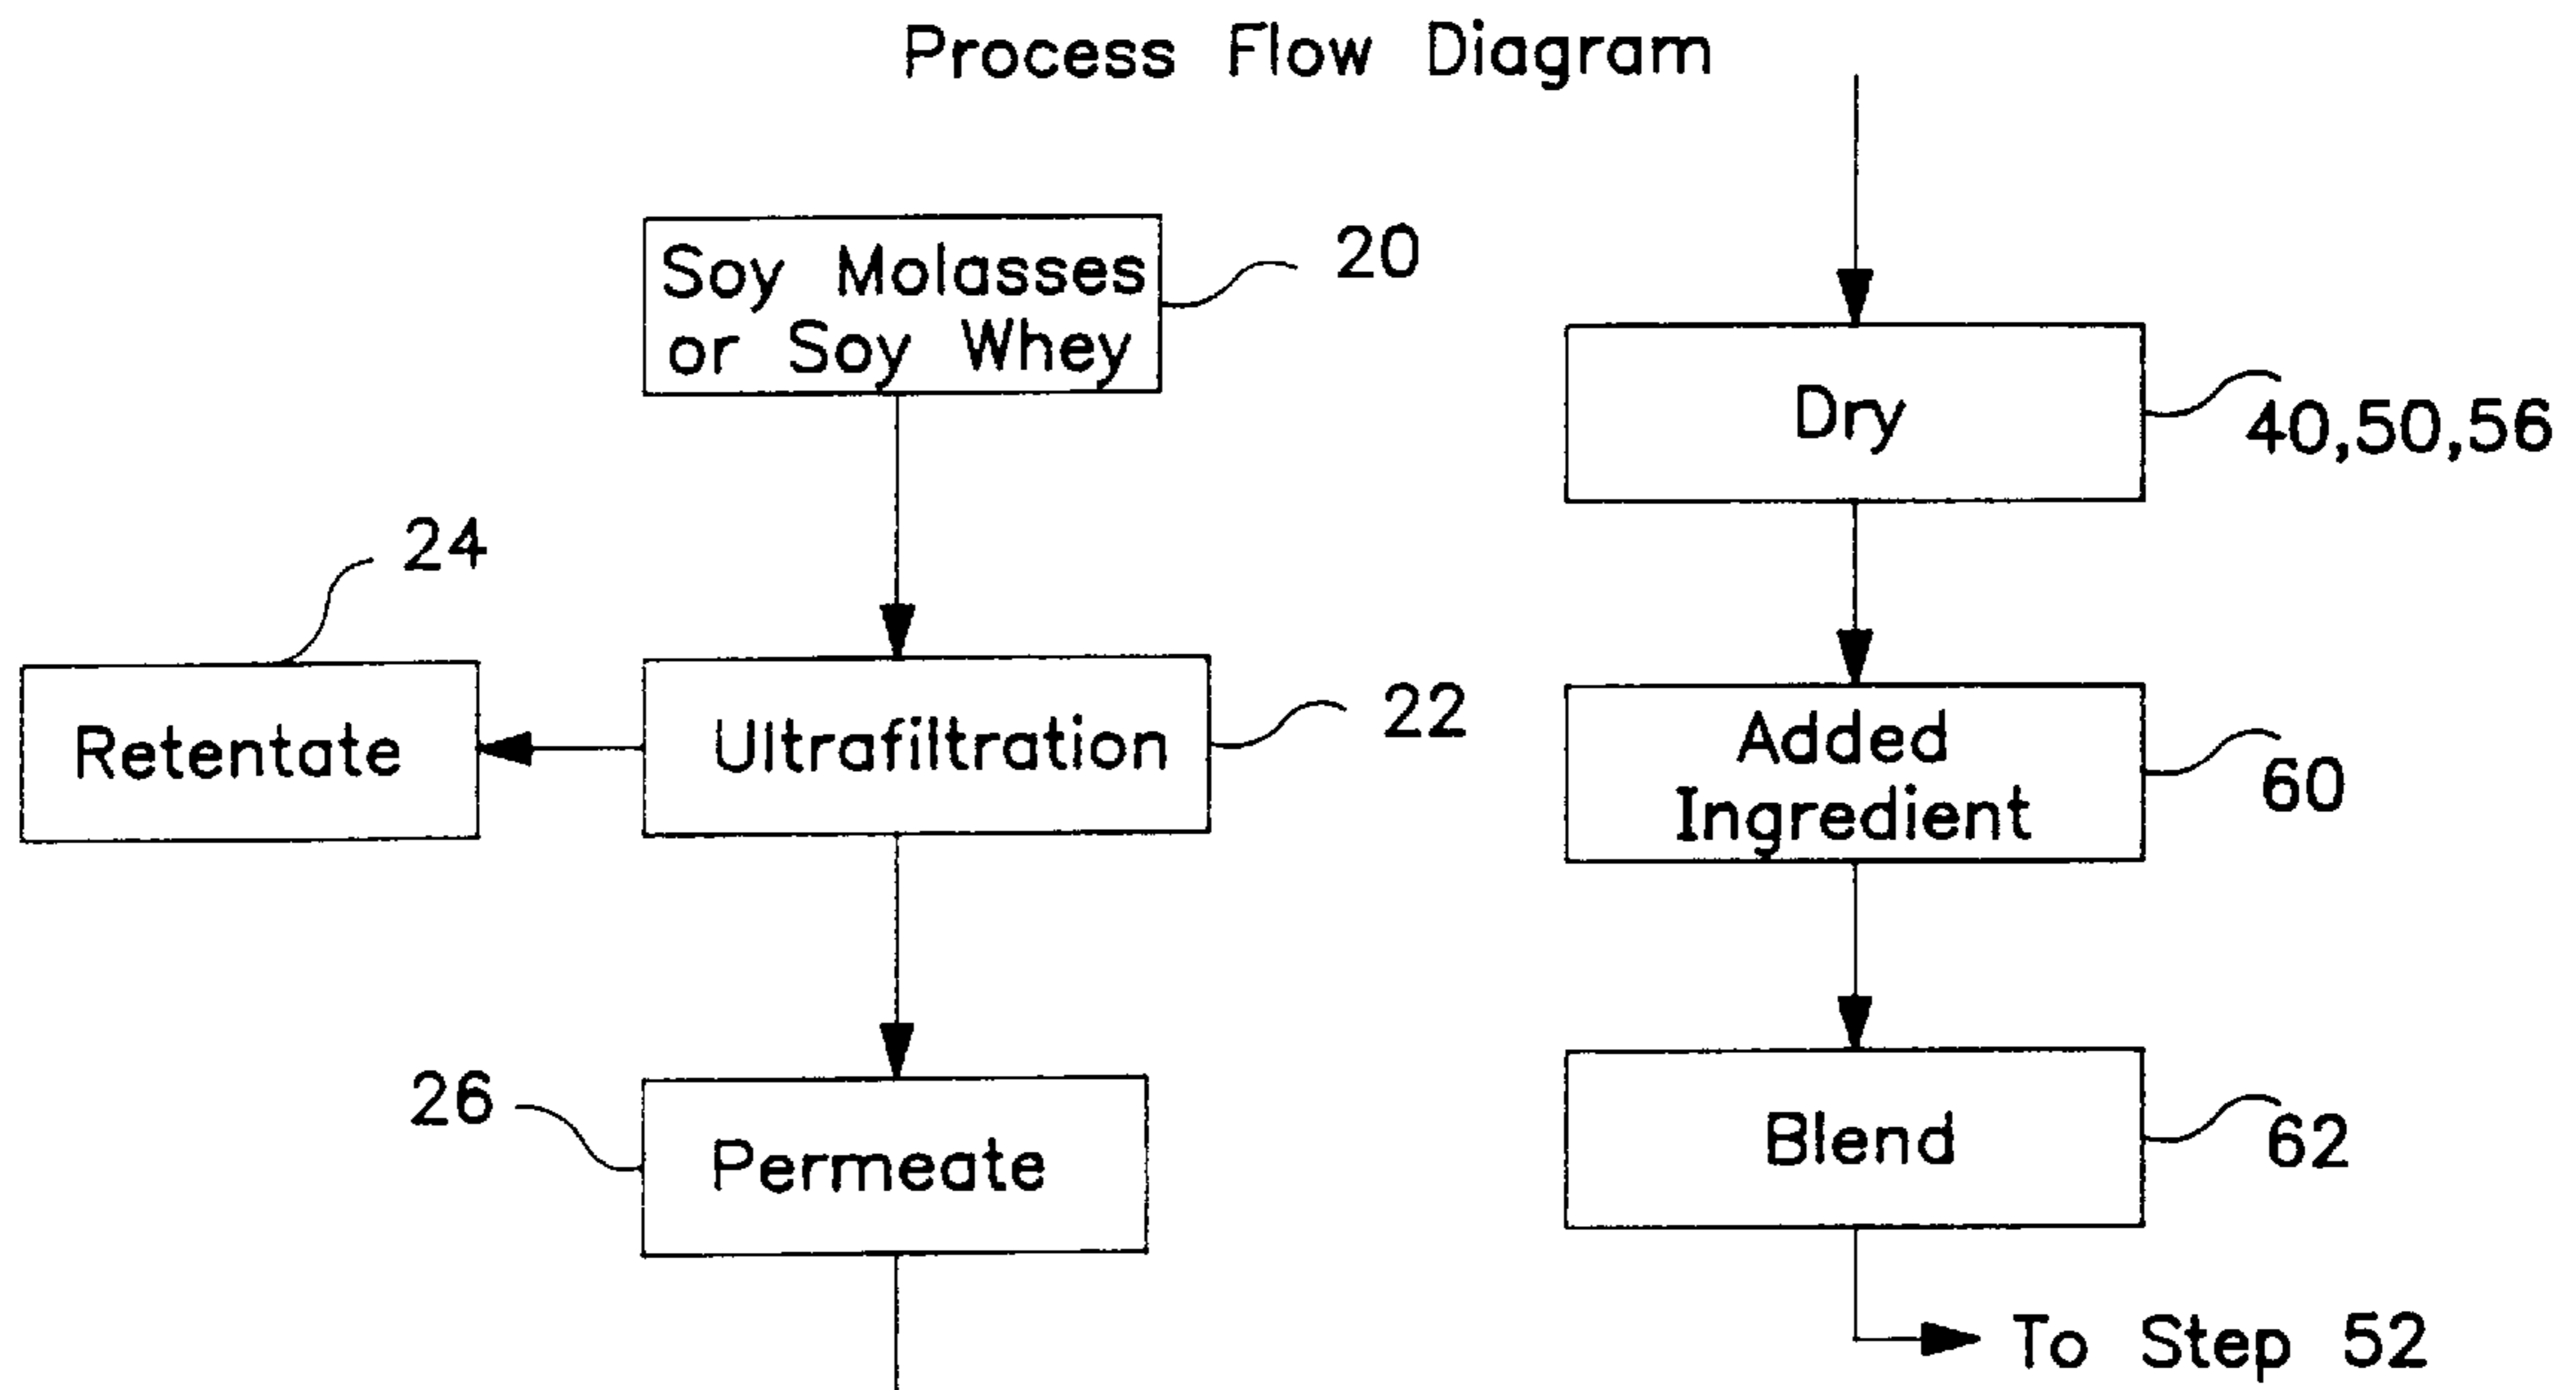 Process Flow Diagram
Soy Molasses
or Soy Whey
20
24
Retentate
Ultrafiltration
22
26
Permeate
Dry
40,50,56
Added
Ingredient
60
Blend
62
To Step 52